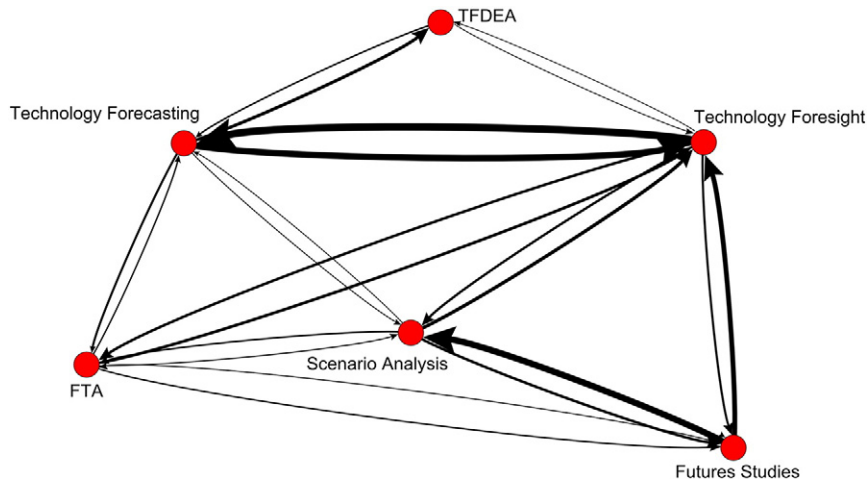 TFDEA
Technology Forecasting
Technology Foresight
Scenario Analysis
FTA
Futures Studies